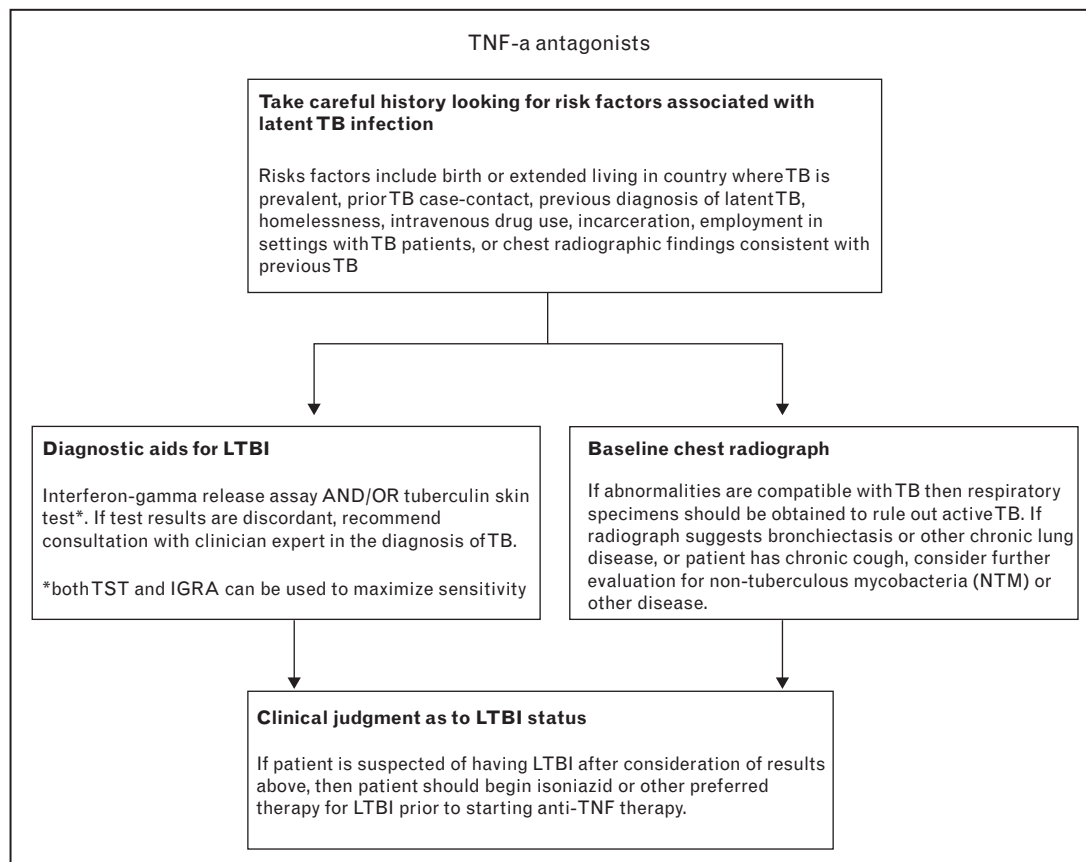 TNF-a antagonists
Take careful history looking for risk factors associated with
latent TB infection
Risks factors include birth or extended living in country where TB is
prevalent, prior TB case-contact, previous diagnosis of latent TB,
homelessness, intravenous drug use, incarceration, employment in
settings with TB patients, or chest radiographic findings consistent with
previous TB
Diagnostic aids for LTBI
Interferon-gamma release assay AND/OR tuberculin skin
test*. If test results are discordant, recommend
consultation with clinician expert in the diagnosis of TB.
*both TST and IGRA can be used to maximize sensitivity
Baseline chest radiograph
If abnormalities are compatible with TB then respiratory
specimens should be obtained to rule out active TB. If
radiograph suggests bronchiectasis or other chronic lung
disease, or patient has chronic cough, consider further
evaluation for non-tuberculous mycobacteria (NTM) or
other disease.
Clinical judgment as to LTBI status
If patient is suspected of having LTBI after consideration of results
above, then patient should begin isoniazid or other preferred
therapy for LTBI prior to starting anti-TNF therapy.